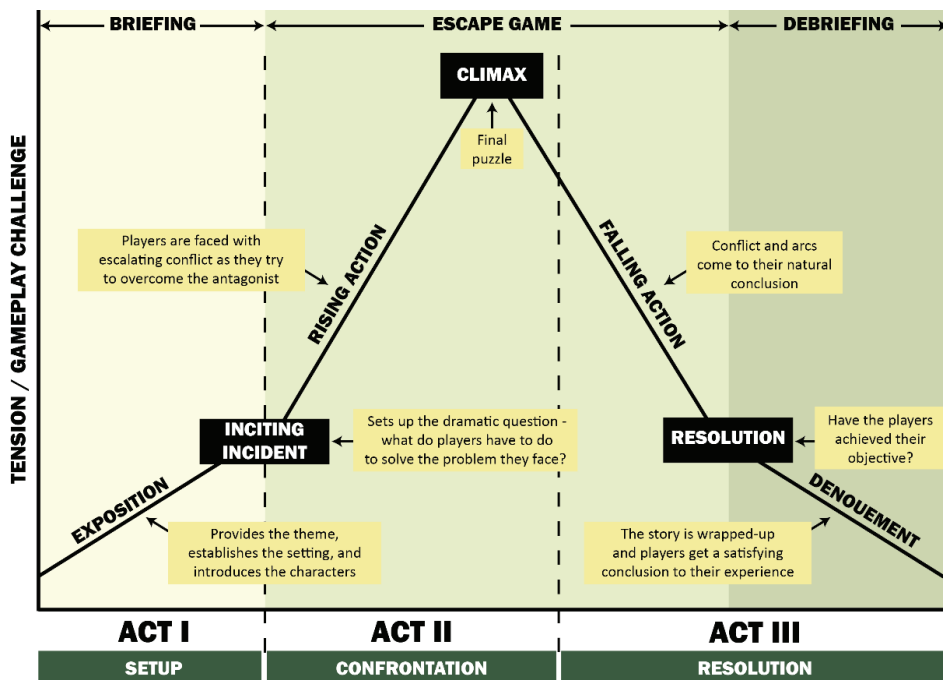 BRIEFING
ESCAPE GAME
DEBRIEFING
TENSION / GAMEPLAY CHALLENGE
CLIMAX
Final
puzzle
Players are faced with
escalating conflict as they try
to overcome the antagonist
RISING ACTION
FALLING ACTION
Conflict and arcs
come to their natural
conclusion
INCITING
INCIDENT
Sets up the dramatic question -
what do players have to do
to solve the problem they face?
RESOLUTION
Have the players
achieved their
objective?
EXPOSITION
Provides the theme,
establishes the setting, and
introduces the characters
The story is wrapped-up
and players get a satisfying
conclusion to their experience
DENOUEMENT
ACT I
ACT II
ACT III
SETUP
CONFRONTATION
RESOLUTION